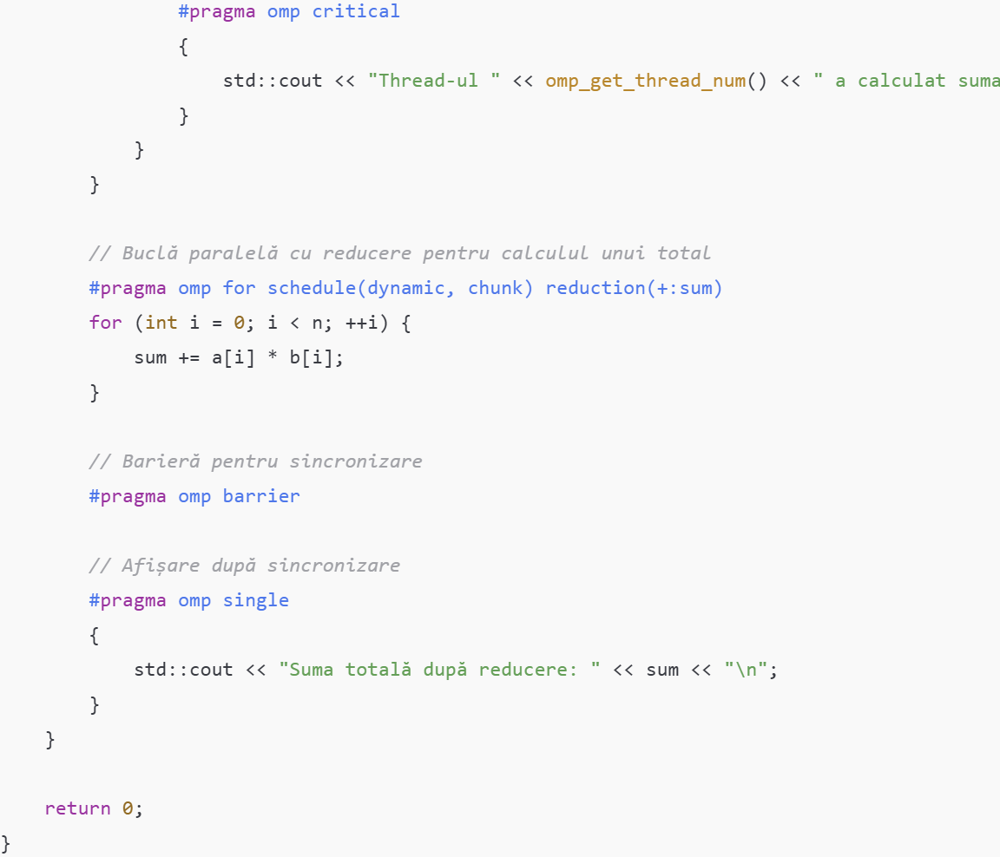 #pragma omp critical
{
std::cout << "Thread-ul " << omp_get_thread_num() << " a calculat suma
}
}
}
// Buclă paralelă cu reducere pentru calculul unui total
#pragma omp for schedule(dynamic, chunk) reduction(+:sum)
for (int i = 0; i < n; ++i) {
sum += a[i] * b[i];
}
// Barieră pentru sincronizare
#pragma omp barrier
// Afișare după sincronizare
#pragma omp single
{
std::cout << "Suma totală după reducere: " << sum << "\n";
}
}
return 0;
}